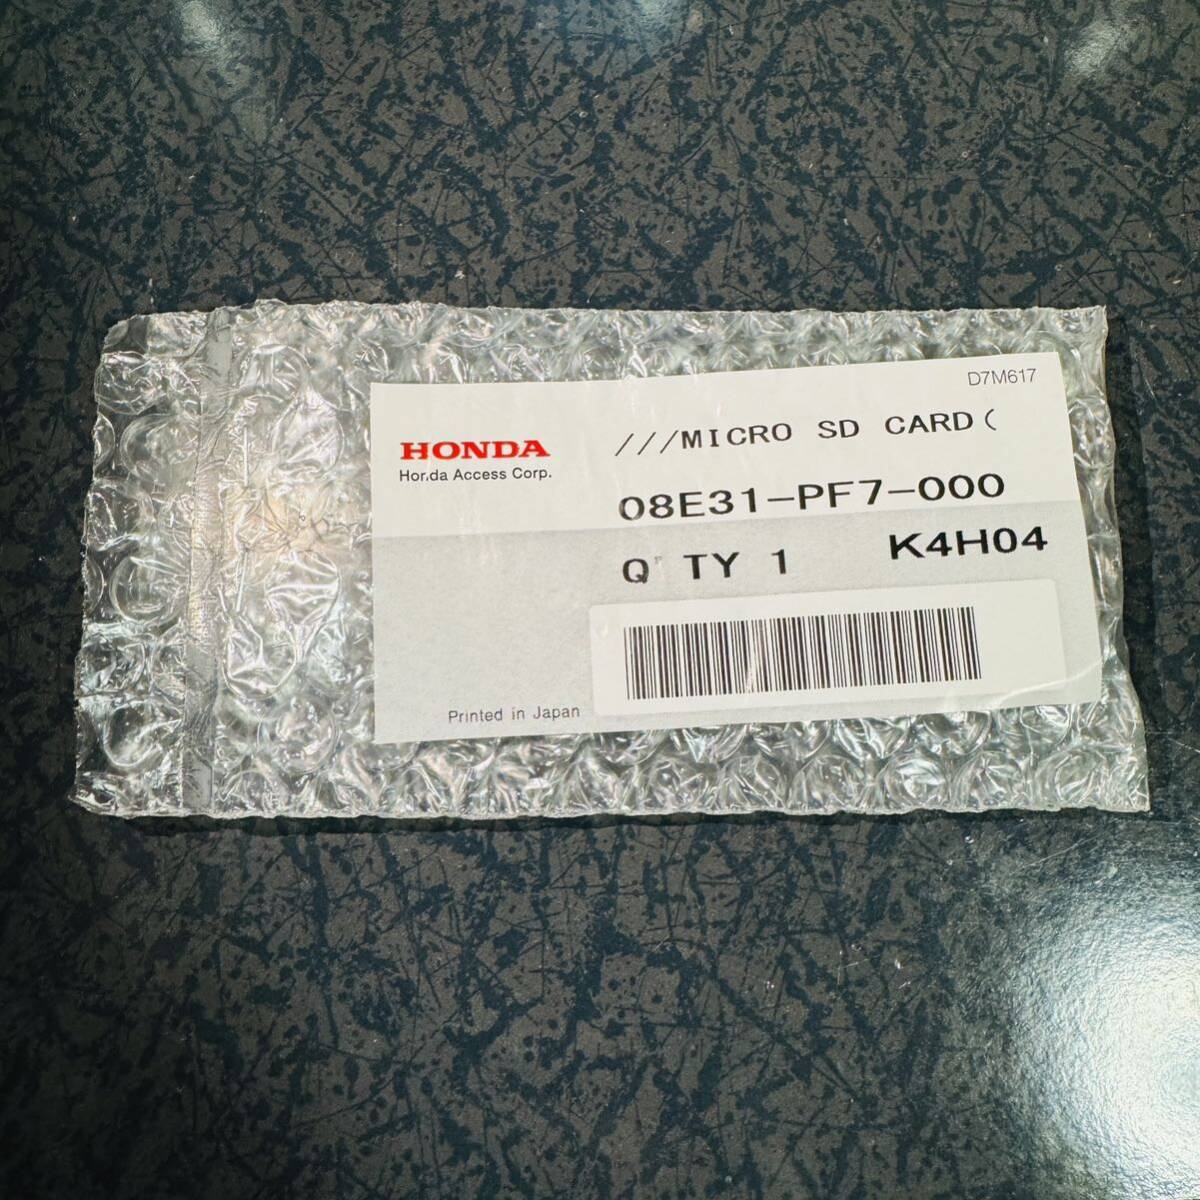 D7M617
HONDA
Honda Access Corp.
///MICRO SD CARD(
08E31-PF7-000
Q'TY 1 K4H04
Printed in Japan